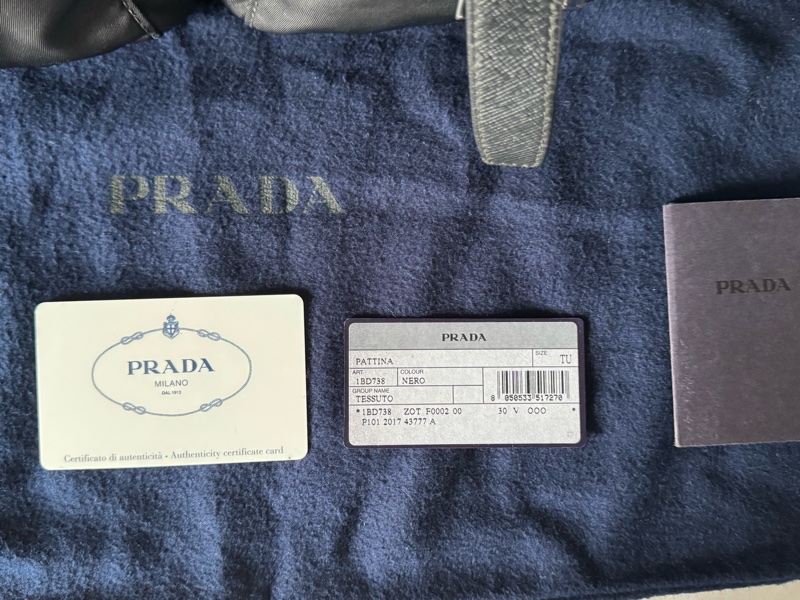 PRADA
PRADA
MILANO
DAL 1913
Certificato di autenticità · Authenticity certificate card
PRADA
PATTINA
SIZE
TU
ART.
1BD738
COLOUR
NERO
GROUP NAME
TESSUTO
8 050533 517270
*1BD738 ZOT F0002 00 30 V OOO *
P101 2017 43777 A
PRADA